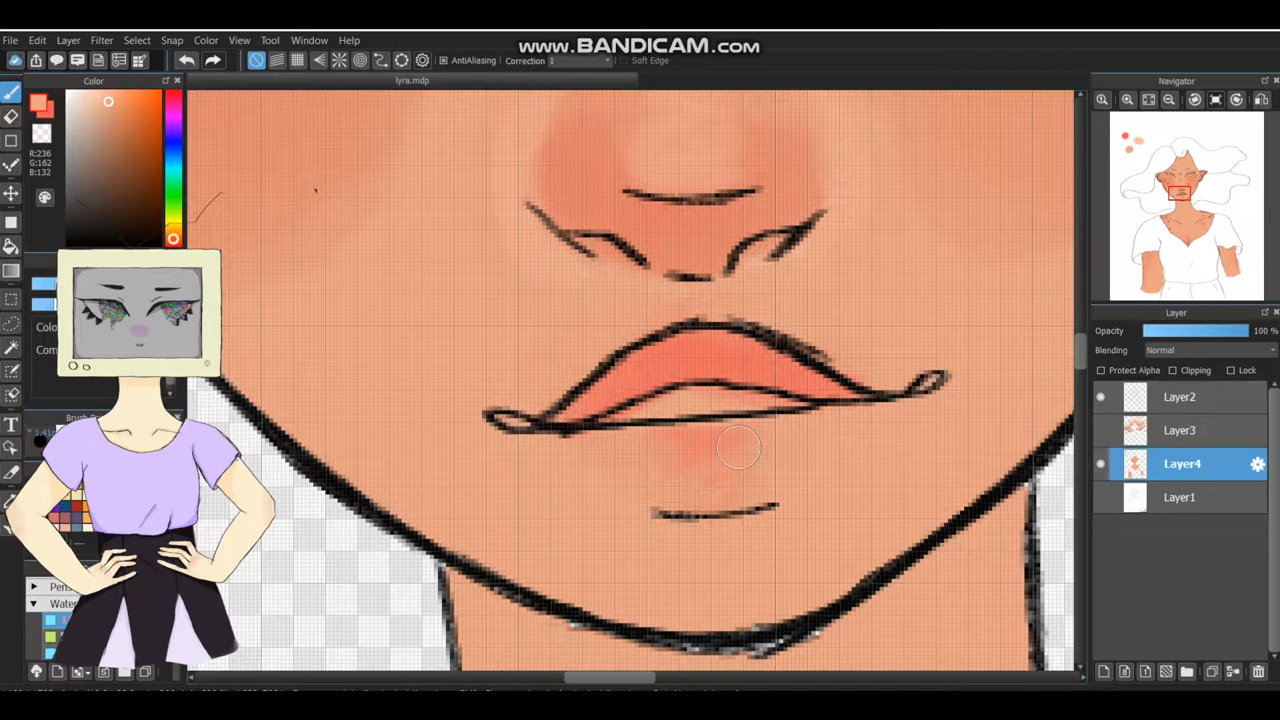 www.BANDICAM.com
File Edit Layer Filter Select Snap Color View Tool Window Help
AntiAliasing Correction 1 Soft Edge
Color
lyra.mdp
Navigator
R:236
G:162
B:132
Layer
Opacity 100 %
Blending Normal
Protect Alpha Clipping Lock
Layer2
Layer3
Layer4
Layer1